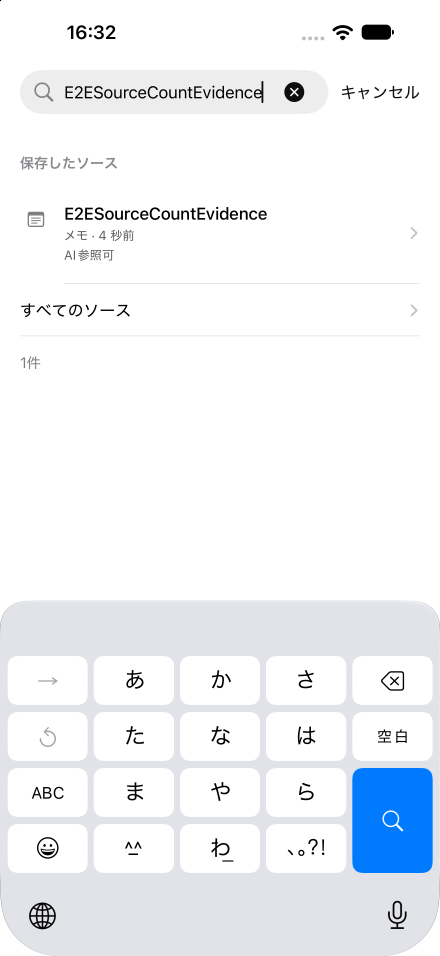 16:32
E2ESourceCountEvidence
キャンセル
保存したソース
E2ESourceCountEvidence
メモ · 4 秒前
AI 参照可
すべてのソース
1件
→ あ か さ
た な は 空白
ABC ま や ら
^^ わ_ 、。?!